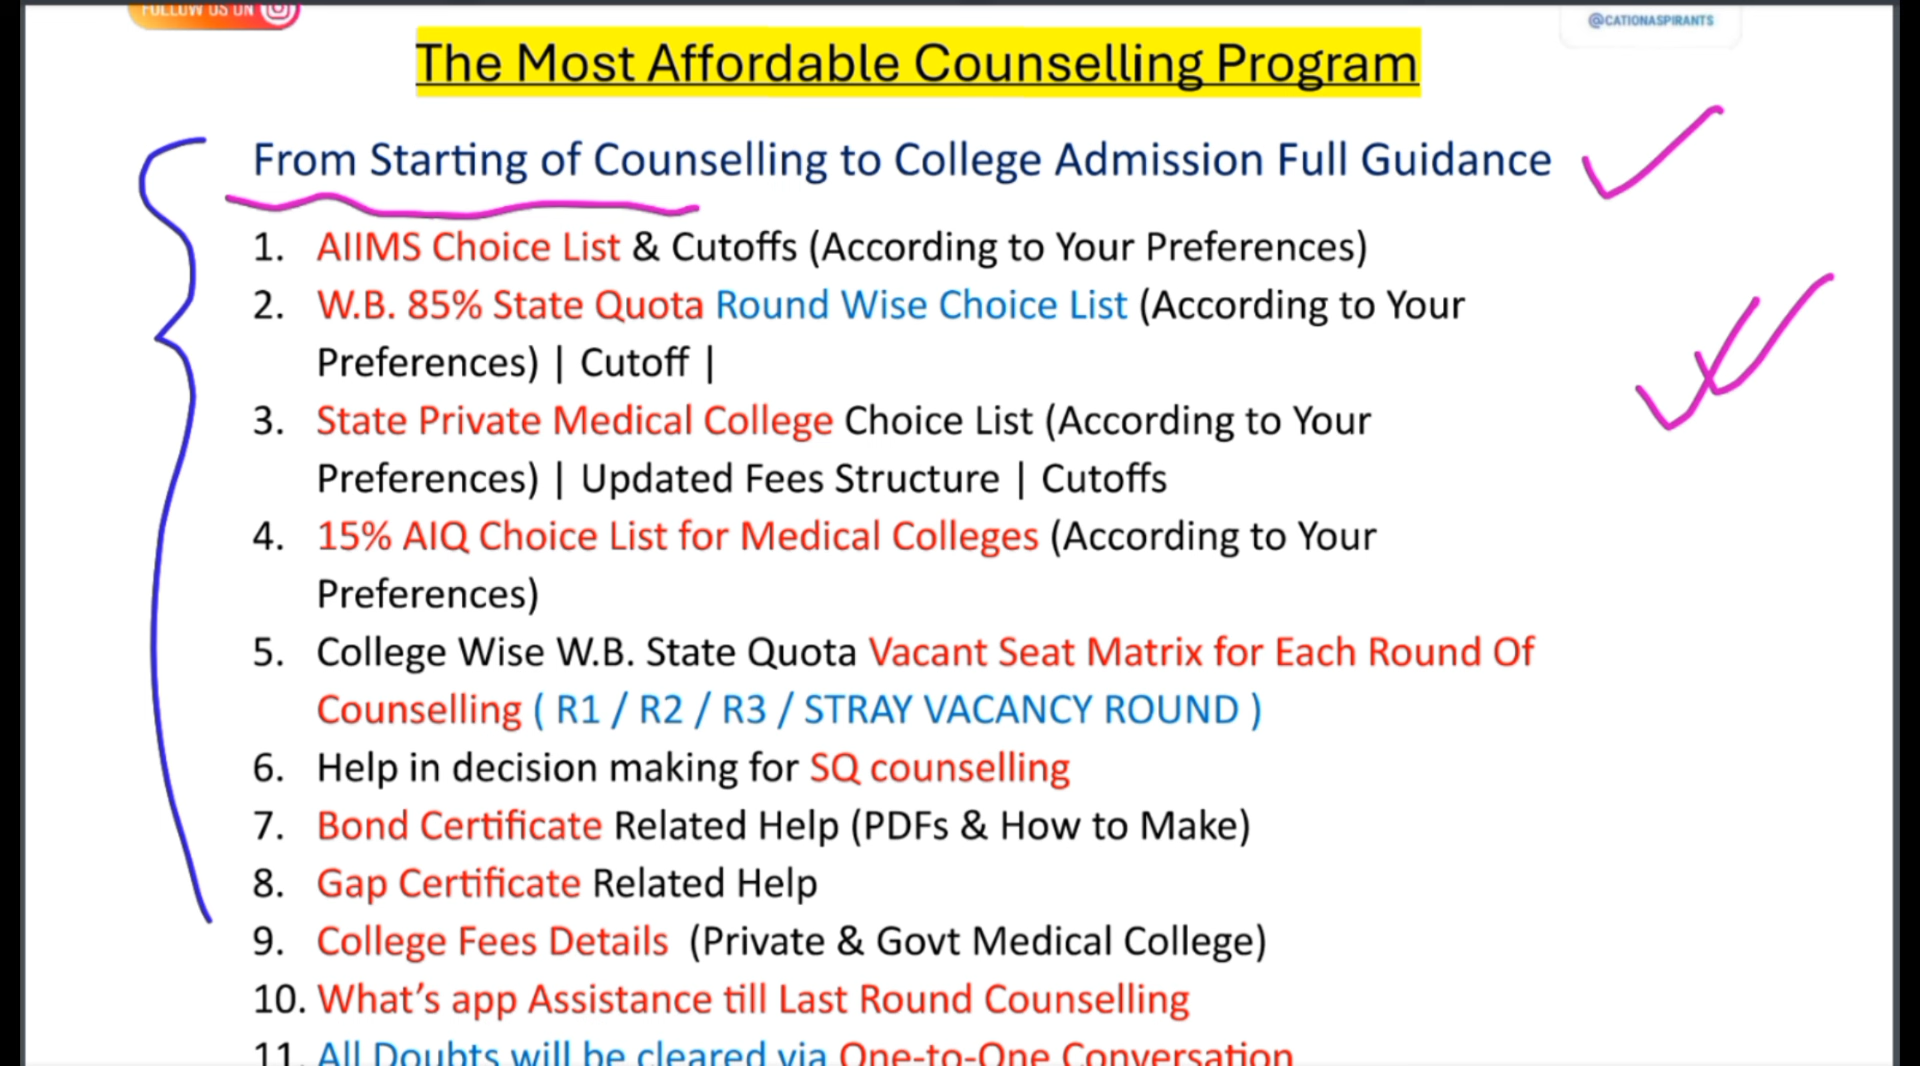 FOLLOW US ON
@CATIONASPIRANTS
The Most Affordable Counselling Program
From Starting of Counselling to College Admission Full Guidance
1. AIIMS Choice List & Cutoffs (According to Your Preferences)
2. W.B. 85% State Quota Round Wise Choice List (According to Your
Preferences) | Cutoff |
3. State Private Medical College Choice List (According to Your
Preferences) | Updated Fees Structure | Cutoffs
4. 15% AIQ Choice List for Medical Colleges (According to Your
Preferences)
5. College Wise W.B. State Quota Vacant Seat Matrix for Each Round Of
Counselling ( R1 / R2 / R3 / STRAY VACANCY ROUND )
6. Help in decision making for SQ counselling
7. Bond Certificate Related Help (PDFs & How to Make)
8. Gap Certificate Related Help
9. College Fees Details (Private & Govt Medical College)
10. What's app Assistance till Last Round Counselling
11. All Doubts will be cleared via One-to-One Conversation